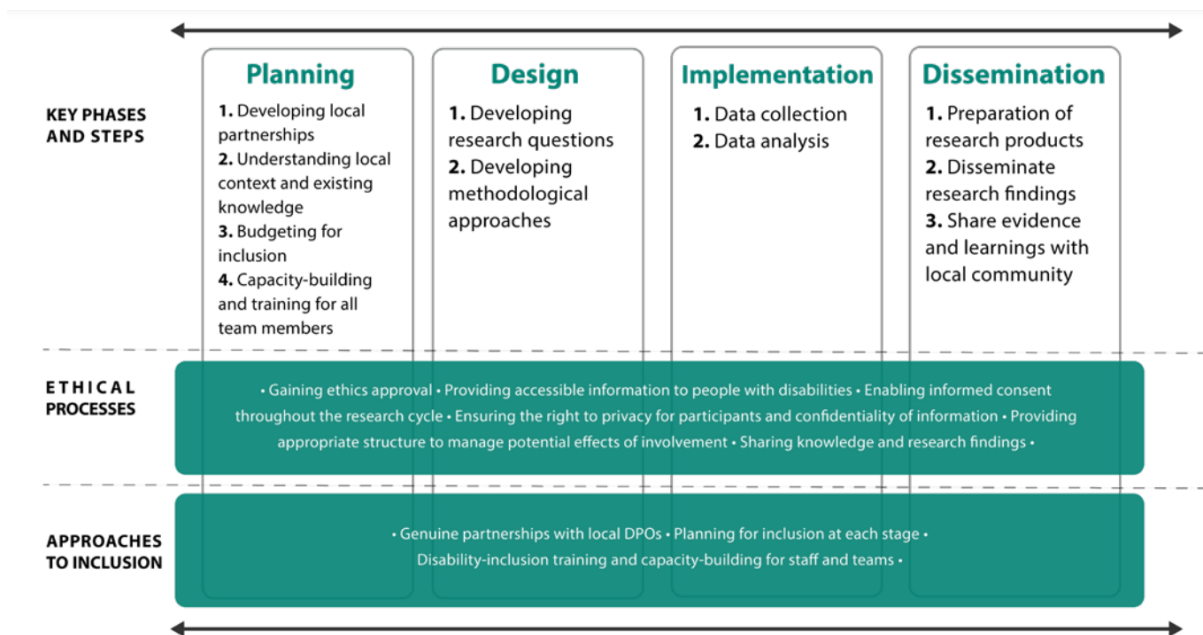 KEY PHASES
AND STEPS
Planning
1. Developing local
partnerships
2. Understanding local
context and existing
knowledge
3. Budgeting for
inclusion
4. Capacity-building
and training for all
team members
Design
1. Developing
research questions
2. Developing
methodological
approaches
Implementation
1. Data collection
2. Data analysis
Dissemination
1. Preparation of
research products
2. Disseminate
research findings
3. Share evidence
and learnings with
local community
ETHICAL
PROCESSES
• Gaining ethics approval • Providing accessible information to people with disabilities • Enabling informed consent
throughout the research cycle • Ensuring the right to privacy for participants and confidentiality of information • Providing
appropriate structure to manage potential effects of involvement • Sharing knowledge and research findings •
APPROACHES
TO INCLUSION
• Genuine partnerships with local DPOs • Planning for inclusion at each stage •
Disability-inclusion training and capacity-building for staff and teams •